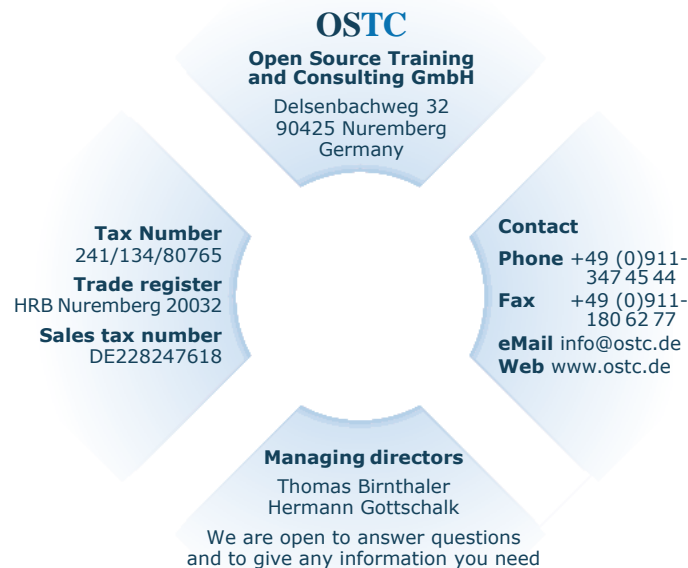 OSTC
Open Source Training
and Consulting GmbH
Delsenbachweg 32
90425 Nuremberg
Germany
Tax Number
241/134/80765
Trade register
HRB Nuremberg 20032
Sales tax number
DE228247618
Contact
Phone +49 (0)911-
347 45 44
Fax +49 (0)911-
180 62 77
eMail info@ostc.de
Web www.ostc.de
Managing directors
Thomas Birnthaler
Hermann Gottschalk
We are open to answer questions
and to give any information you need